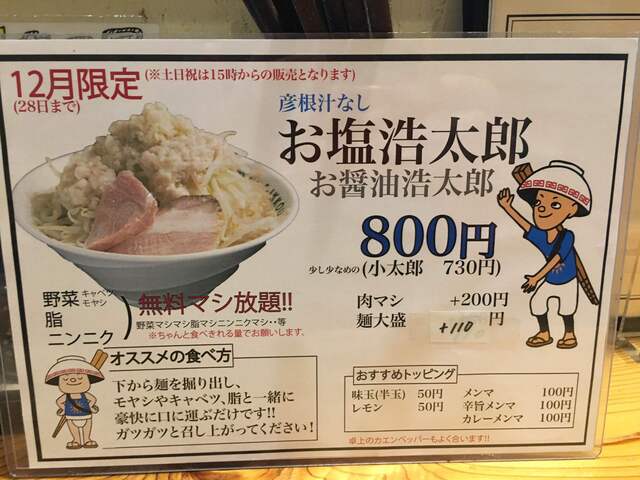 12月限定(※土日祝は15時からの販売となります)
(28日まで)
彦根汁なし
お塩浩太郎
お醤油浩太郎
800円
少し少なめの(小太郎 730円)
肉マシ +200円
麺大盛 +110 円
野菜 キャベツ モヤシ
脂
ニンニク
無料マシ放題!!
野菜マシマシ脂マシニンニクマシ・・等
※ちゃんと食べきれる量でお願いします。
オススメの食べ方
下から麺を掘り出し、
モヤシやキャベツ、脂と一緒に
豪快に口に運ぶだけです!!
ガツガツと召し上がってください!
おすすめトッピング
味玉(半玉) 50円
レモン 50円
メンマ 100円
辛旨メンマ 100円
カレーメンマ 100円
卓上のカエンペッパーもよく合います!!